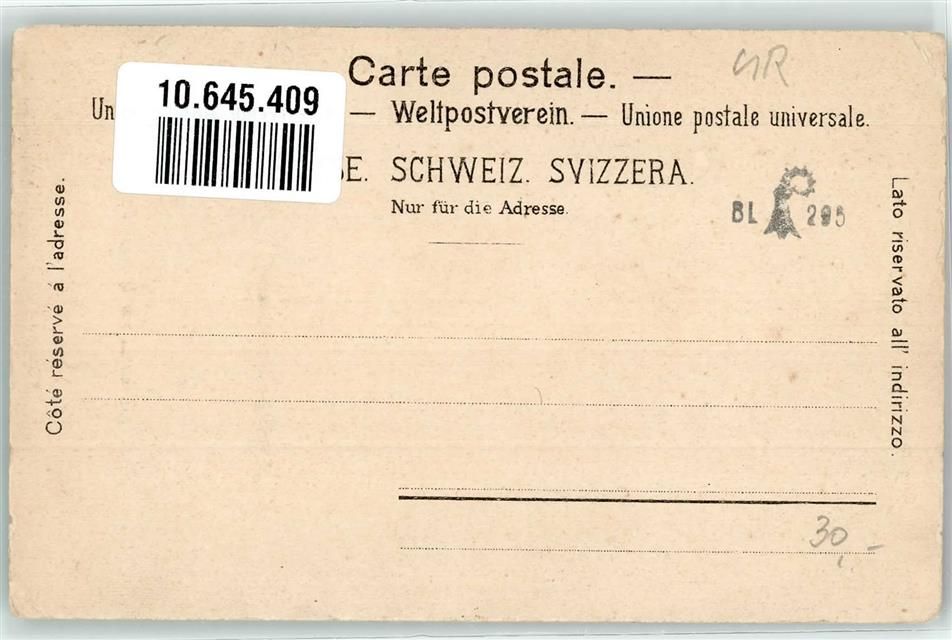 Carte postale. —
10.645.409
Un — Weltpostverein. — Unione postale universale.
SE. SCHWEIZ. SVIZZERA.
Nur für die Adresse.
BL 295
Côté réservé á l'adresse.
Lato riservato all' indirizzo.
30,-